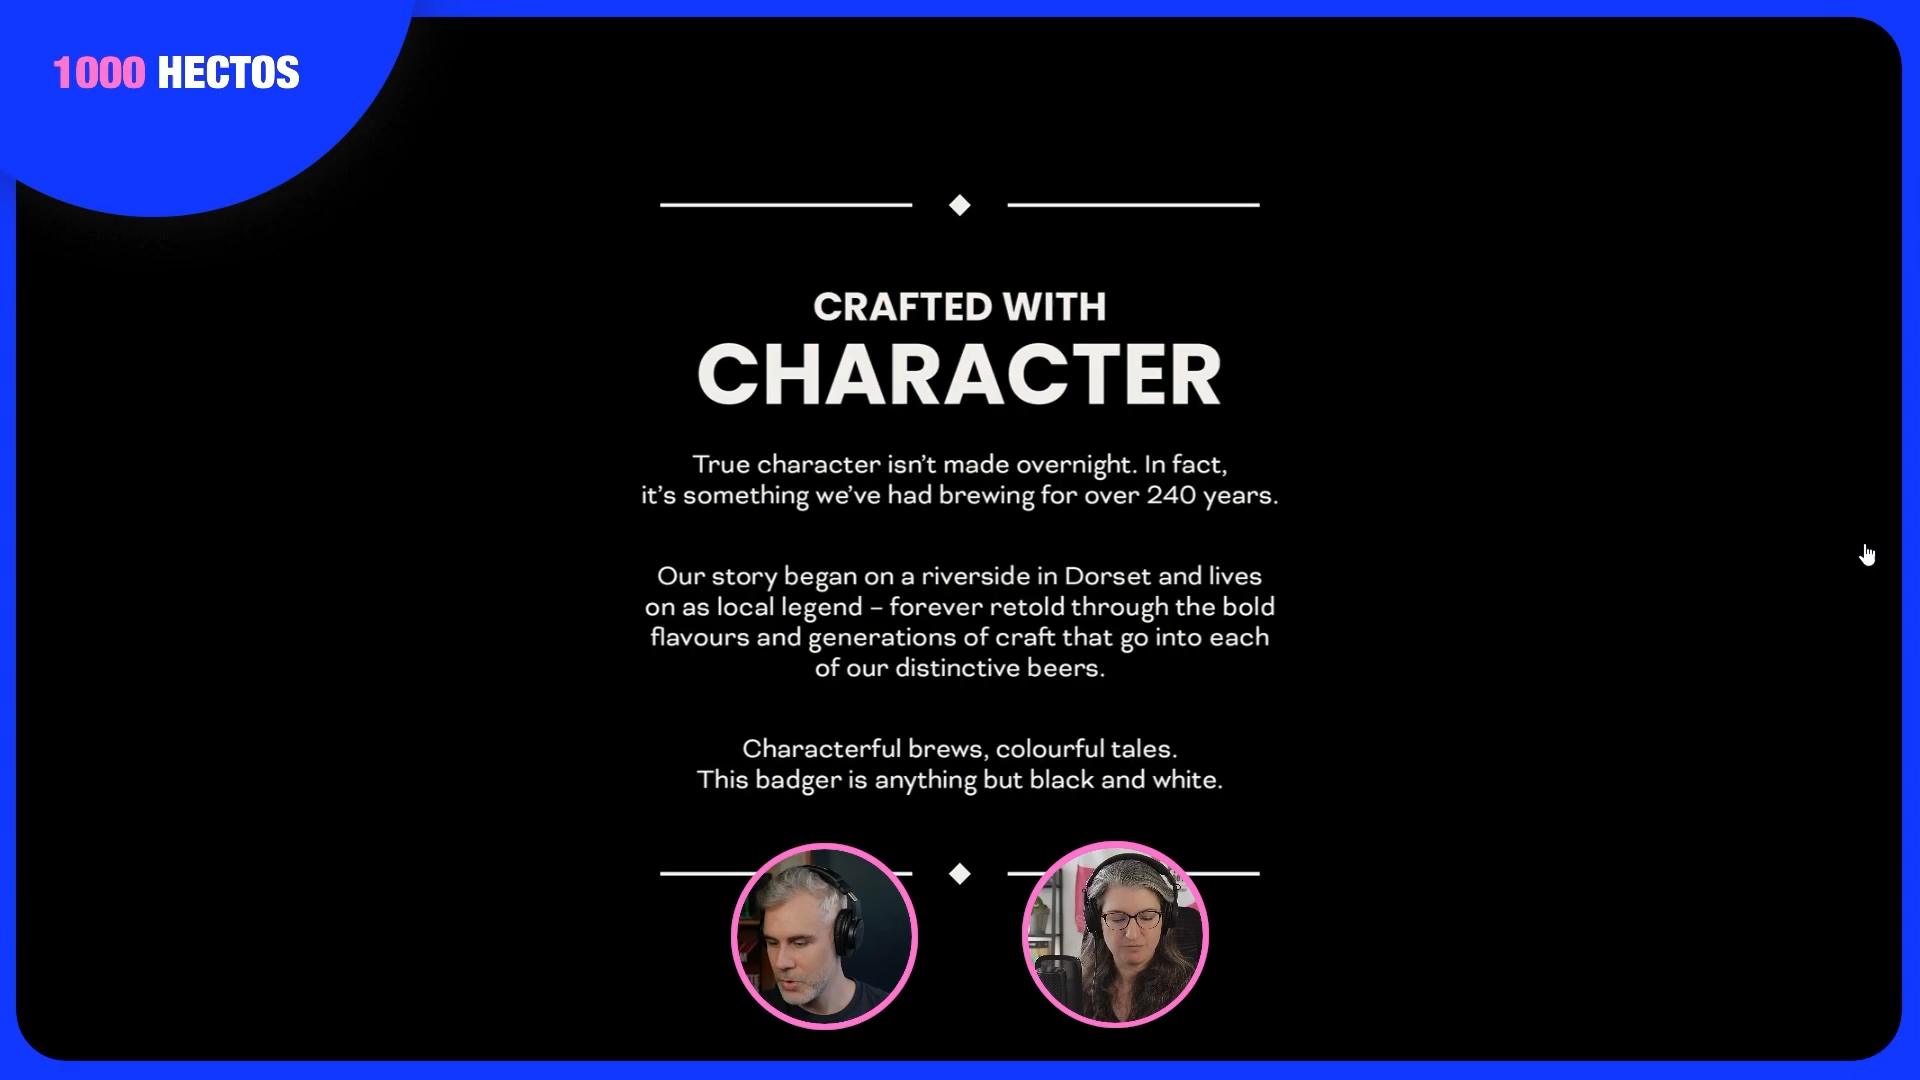 1000 HECTOS
CRAFTED WITH
CHARACTER
True character isn’t made overnight. In fact,
it’s something we’ve had brewing for over 240 years.
Our story began on a riverside in Dorset and lives
on as local legend – forever retold through the bold
flavours and generations of craft that go into each
of our distinctive beers.
Characterful brews, colourful tales.
This badger is anything but black and white.